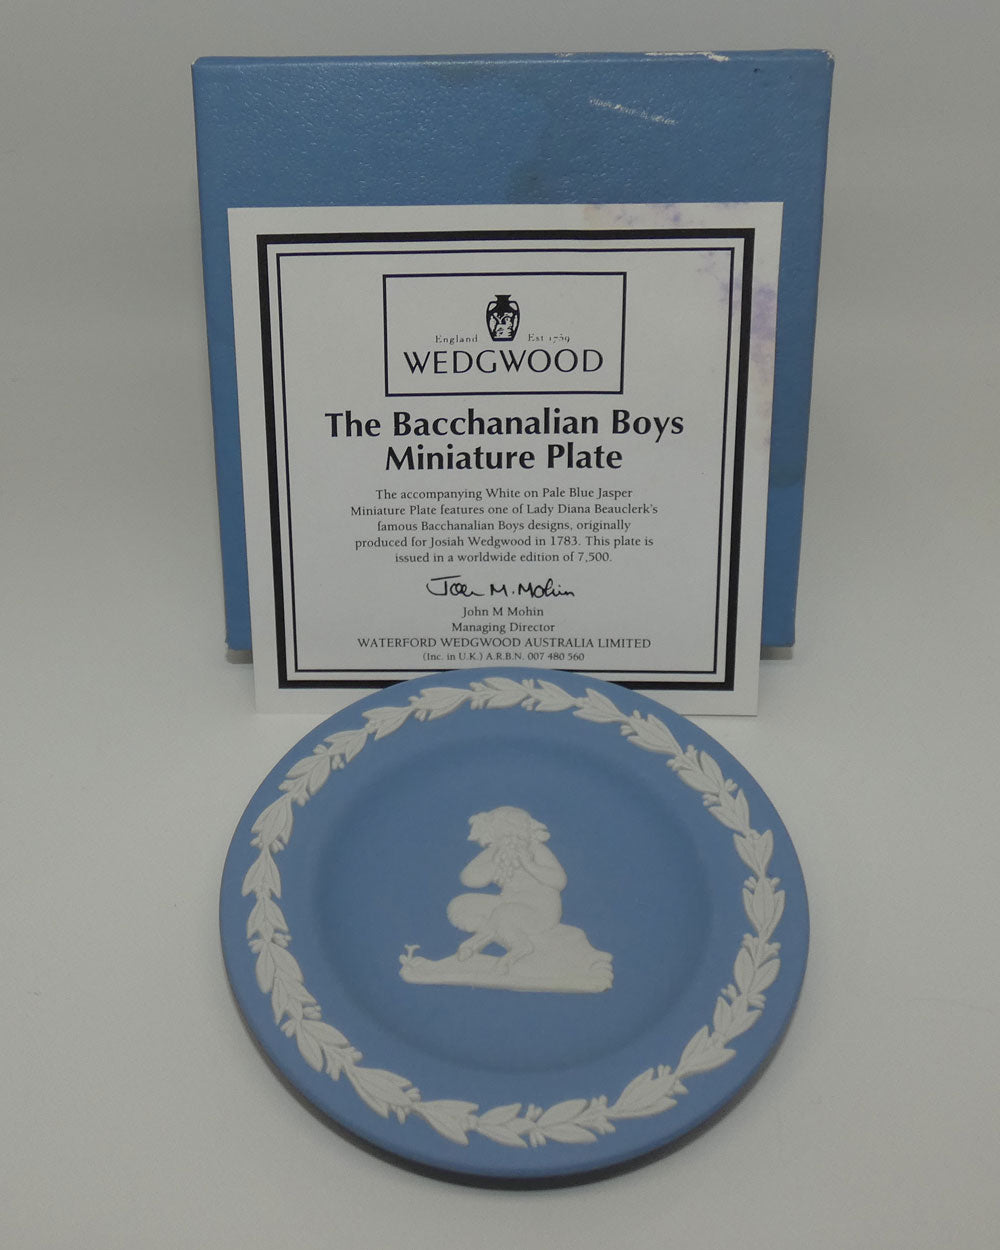 England Est 1759
WEDGWOOD
The Bacchanalian Boys
Miniature Plate
The accompanying White on Pale Blue Jasper
Miniature Plate features one of Lady Diana Beauclerk's
famous Bacchanalian Boys designs, originally
produced for Josiah Wedgwood in 1783. This plate is
issued in a worldwide edition of 7,500.
John M. Mohin
John M Mohin
Managing Director
WATERFORD WEDGWOOD AUSTRALIA LIMITED
(Inc. in U.K.) A.R.B.N. 007 480 560